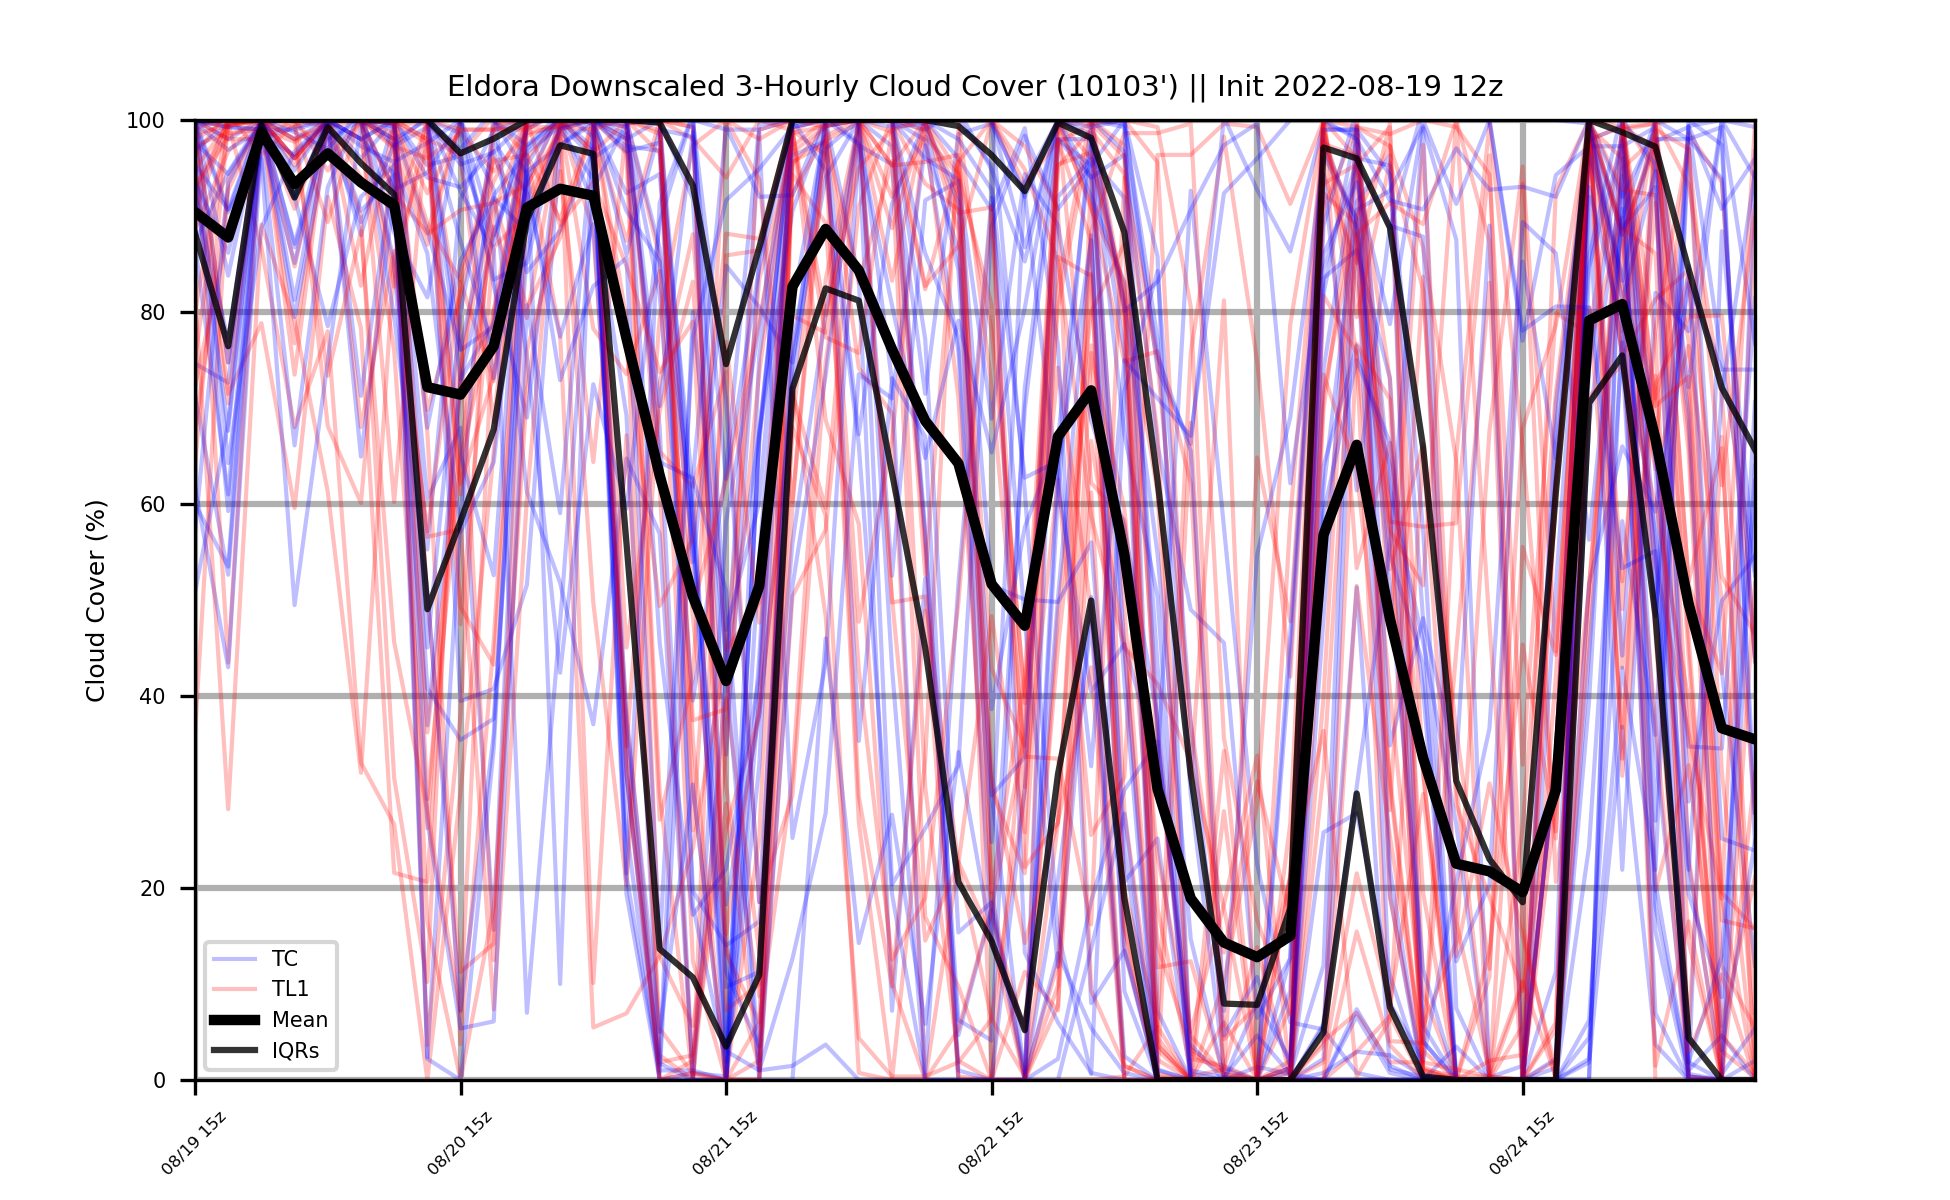 Eldora Downscaled 3-Hourly Cloud Cover (10103') || Init 2022-08-19 12z
Cloud Cover (%)
100
80
60
40
20
0
TC
TL1
Mean
IQRs
08/19 15z
08/20 15z
08/21 15z
08/22 15z
08/23 15z
08/24 15z